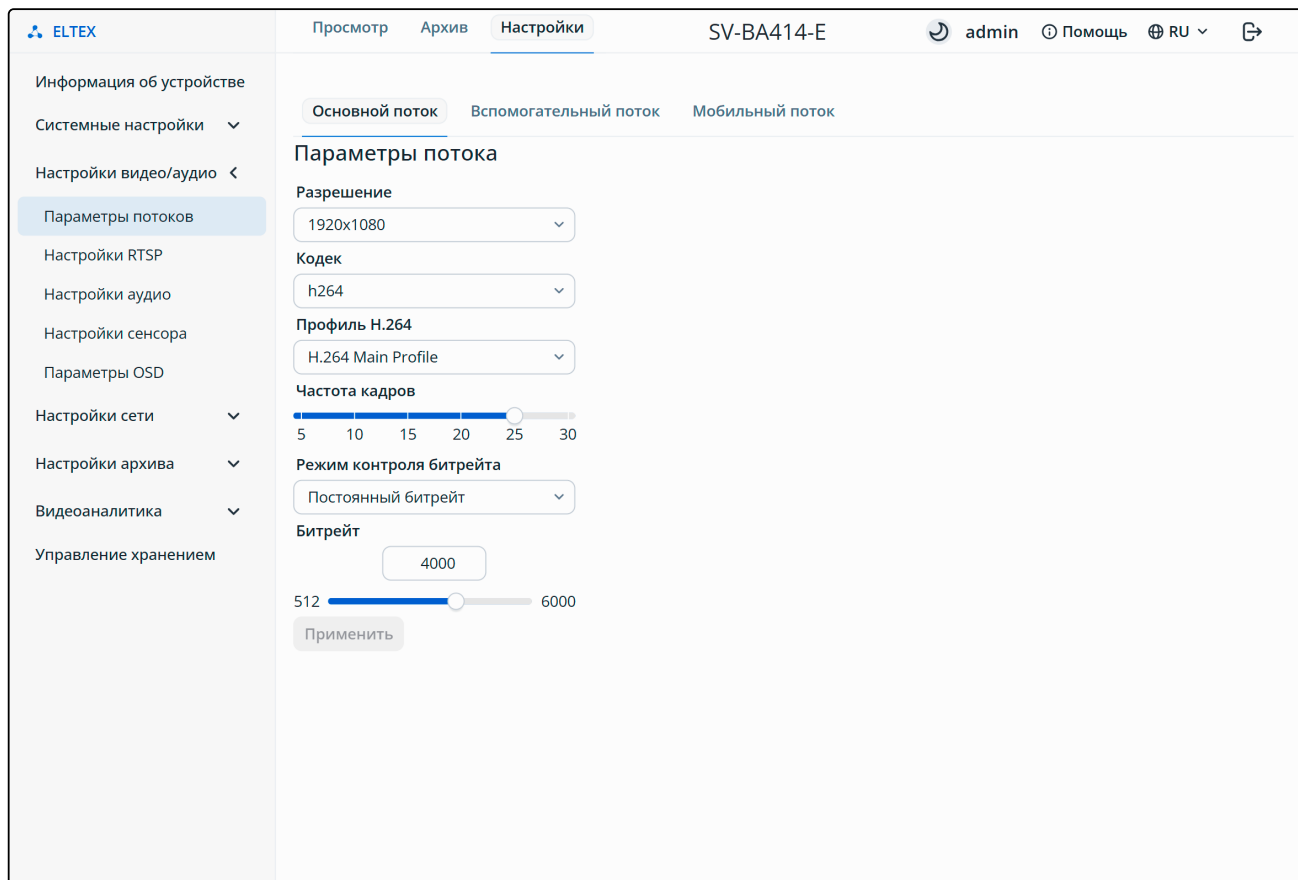 ELTEX
Просмотр Архив Настройки SV-BA414-E admin Помощь RU
Информация об устройстве
Системные настройки
Настройки видео/аудио
Параметры потоков
Настройки RTSP
Настройки аудио
Настройки сенсора
Параметры OSD
Настройки сети
Настройки архива
Видеоаналитика
Управление хранением
Основной поток Вспомогательный поток Мобильный поток
Параметры потока
Разрешение
1920x1080
Кодек
h264
Профиль H.264
H.264 Main Profile
Частота кадров
5 10 15 20 25 30
Режим контроля битрейта
Постоянный битрейт
Битрейт
4000
512 6000
Применить